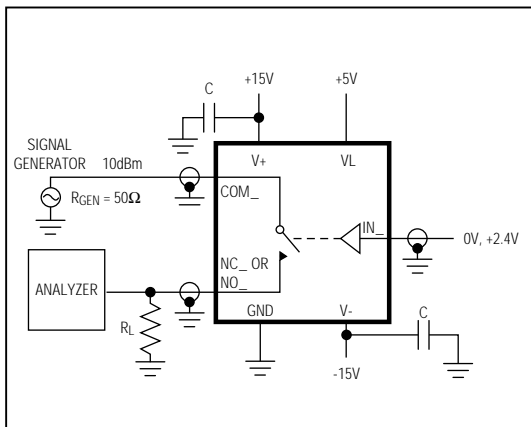 +15V
+5V
C
SIGNAL
GENERATOR
10dBm
V+
VL
COM_
RGEN = 50Ω
IN_
0V, +2.4V
NC_ OR
NO_
ANALYZER
GND
V-
RL
C
-15V